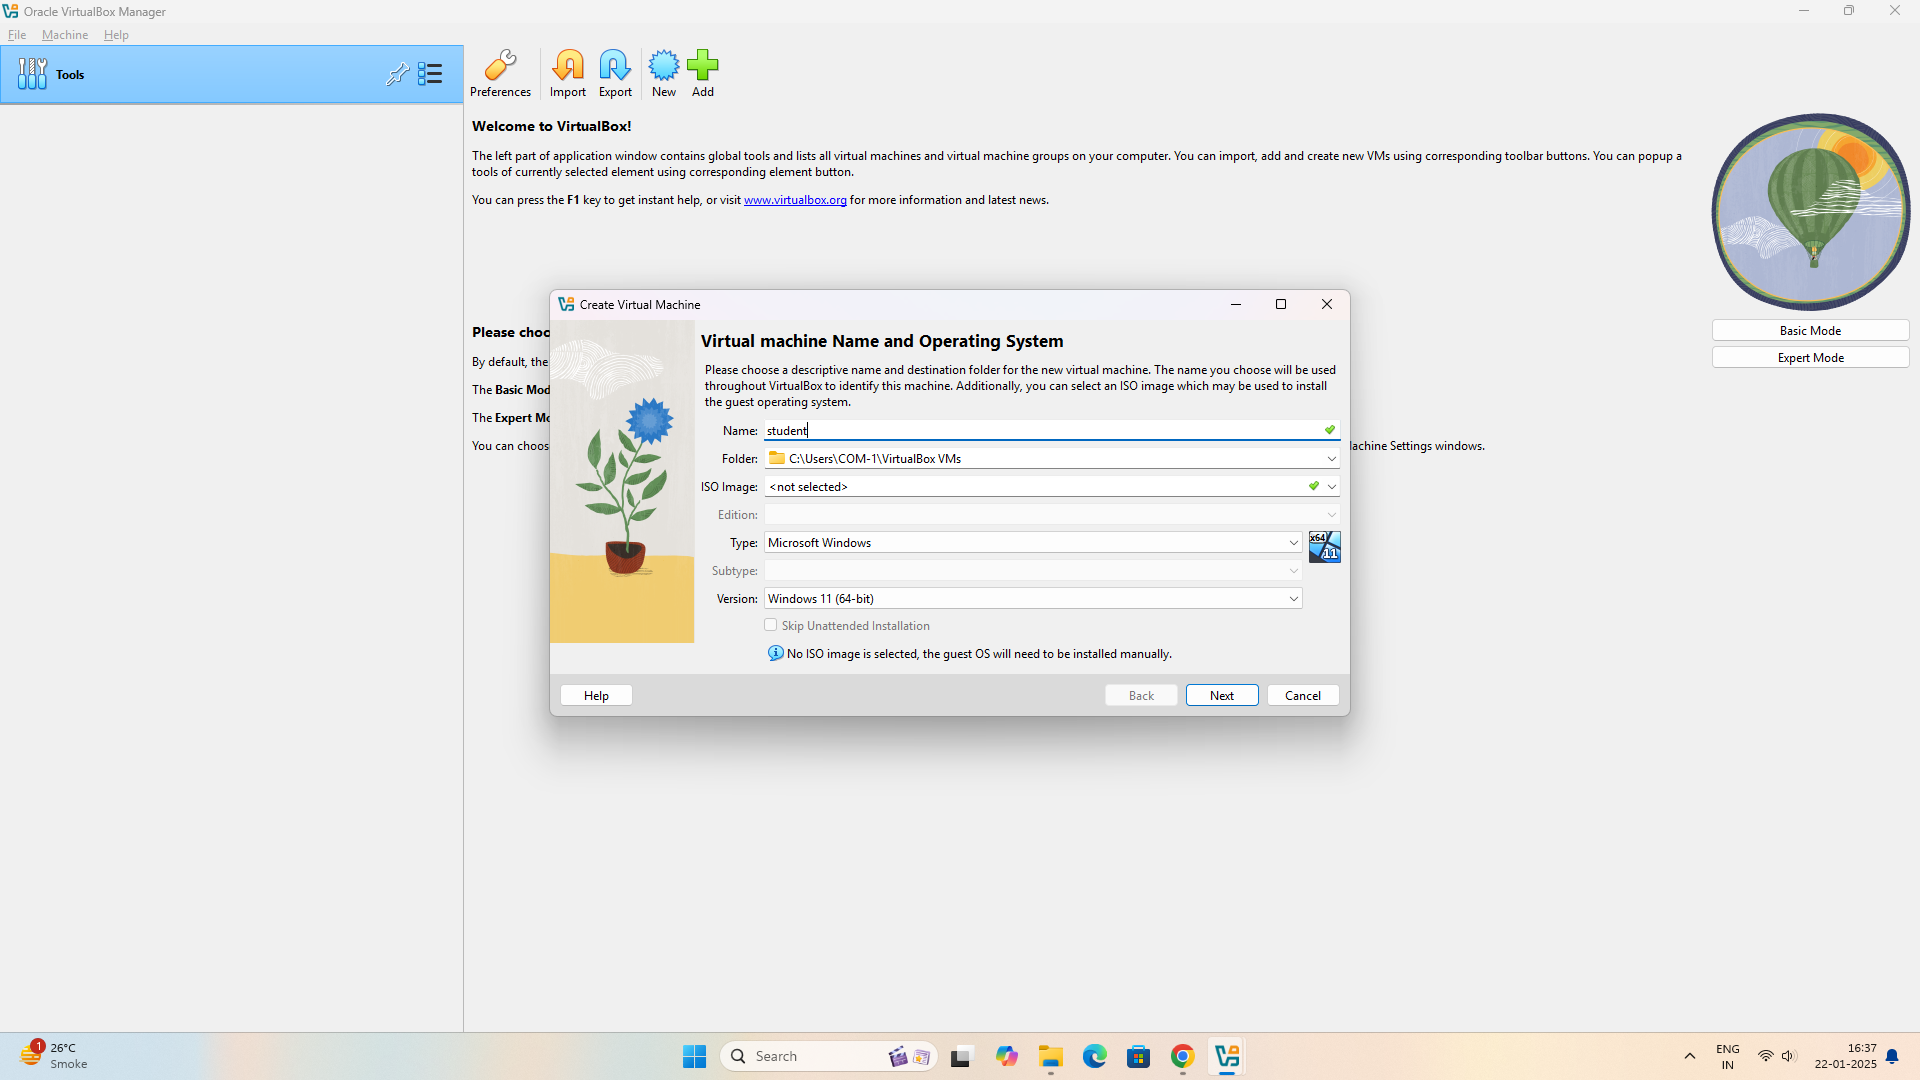 Oracle VirtualBox Manager
File Machine Help
Tools
Preferences Import Export New Add
Welcome to VirtualBox!
The left part of application window contains global tools and lists all virtual machines and virtual machine groups on your computer. You can import, add and create new VMs using corresponding toolbar buttons. You can popup a
tools of currently selected element using corresponding element button.
You can press the F1 key to get instant help, or visit www.virtualbox.org for more information and latest news.
Please choo
By default, the
The Basic Mod
The Expert Mo
You can choos
achine Settings windows.
Basic Mode
Expert Mode
Create Virtual Machine
Virtual machine Name and Operating System
Please choose a descriptive name and destination folder for the new virtual machine. The name you choose will be used
throughout VirtualBox to identify this machine. Additionally, you can select an ISO image which may be used to install
the guest operating system.
Name: student
Folder: C:\Users\COM-1\VirtualBox VMs
ISO Image: <not selected>
Edition:
Type: Microsoft Windows
x64
11
Subtype:
Version: Windows 11 (64-bit)
Skip Unattended Installation
No ISO image is selected, the guest OS will need to be installed manually.
Help Back Next Cancel
1
26°C
Smoke
Search
ENG
IN
16:37
22-01-2025